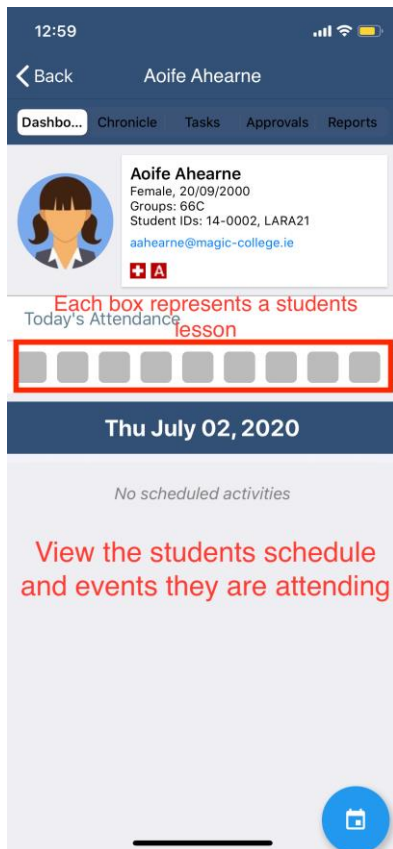 12:59
Back
Aoife Ahearne
Dashbo...
Chronicle
Tasks
Approvals
Reports
Aoife Ahearne
Female, 20/09/2000
Groups: 66C
Student IDs: 14-0002, LARA21
aahearne@magic-college.ie
A
Each box represents a students
lesson
Today's Attendance
Thu July 02, 2020
No scheduled activities
View the students schedule
and events they are attending